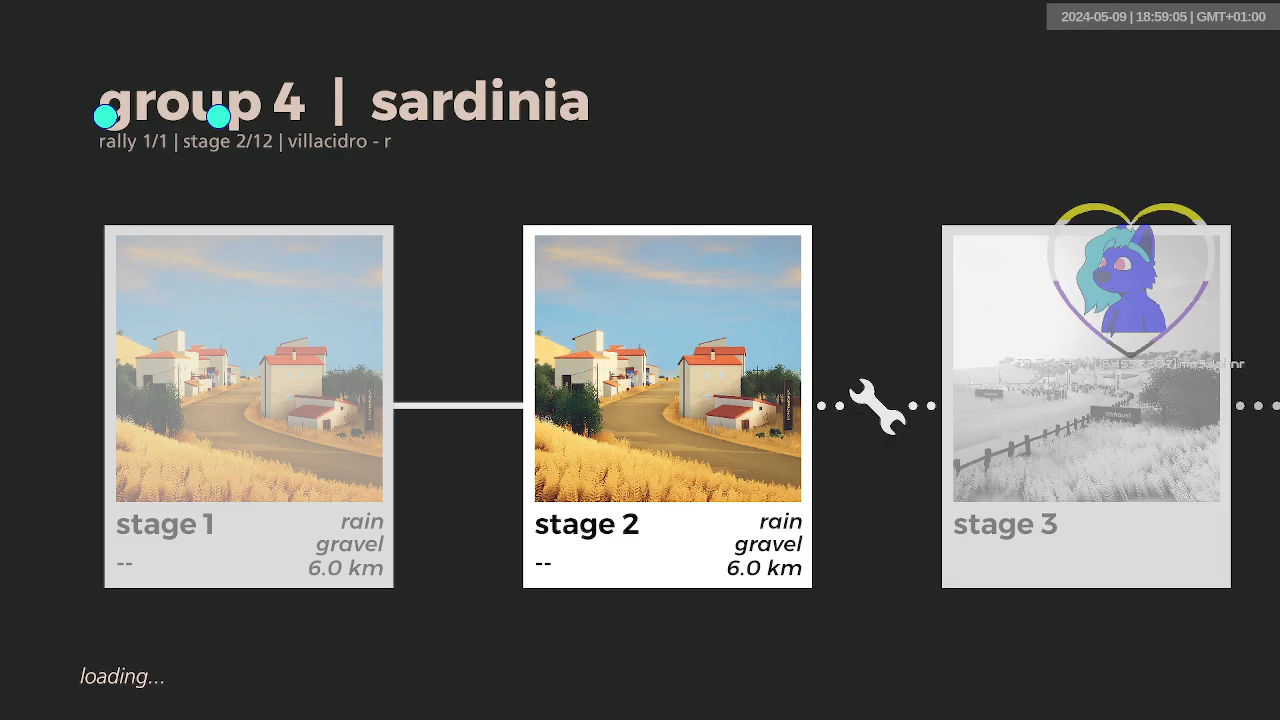 2024-05-09 | 18:59:05 | GMT+01:00
group 4 | sardinia
rally 1/1 | stage 2/12 | villacidro - r
stage 1
rain
gravel
6.0 km
--
stage 2
rain
gravel
6.0 km
--
stage 3
loading...